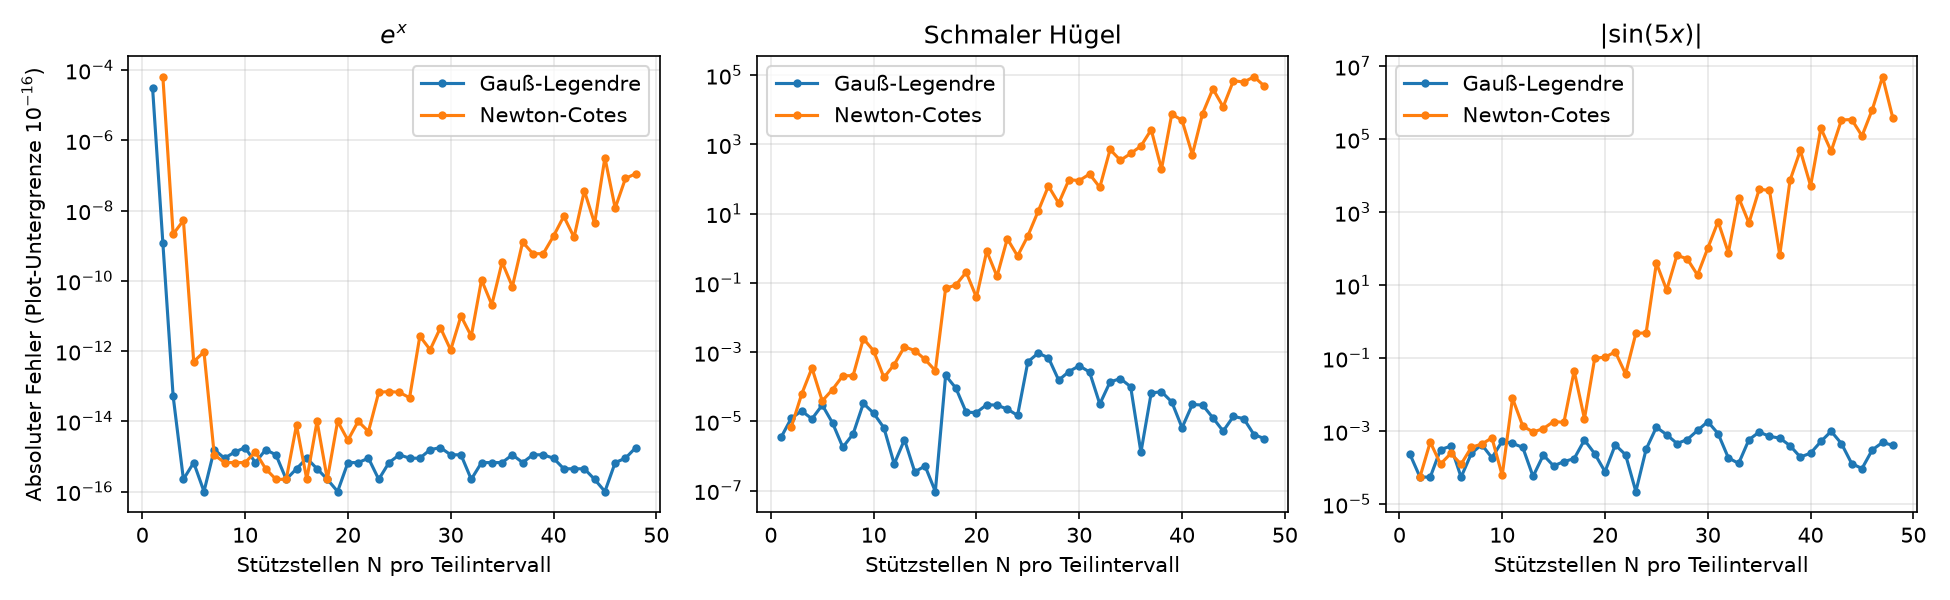 e^x
Absoluter Fehler (Plot-Untergrenze 10^-16)
10^-4
10^-6
10^-8
10^-10
10^-12
10^-14
10^-16
Gauß-Legendre
Newton-Cotes
0 10 20 30 40 50
Stützstellen N pro Teilintervall
Schmaler Hügel
10^5
10^3
10^1
10^-1
10^-3
10^-5
10^-7
Gauß-Legendre
Newton-Cotes
0 10 20 30 40 50
Stützstellen N pro Teilintervall
|sin(5x)|
10^7
10^5
10^3
10^1
10^-1
10^-3
10^-5
Gauß-Legendre
Newton-Cotes
0 10 20 30 40 50
Stützstellen N pro Teilintervall